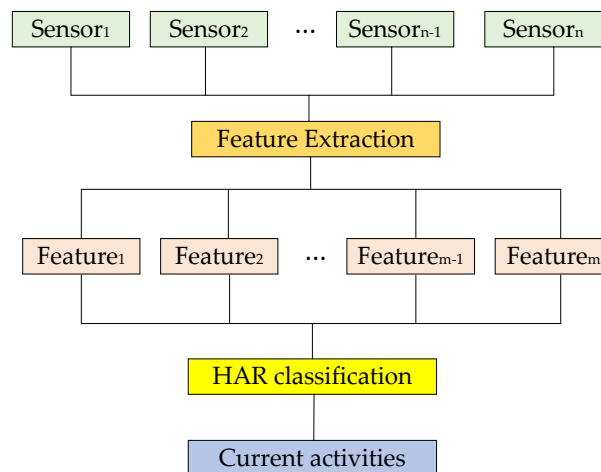 Sensor1 Sensor2 ... Sensorn-1 Sensorn
Feature Extraction
Feature1 Feature2 ... Featurem-1 Featurem
HAR classification
Current activities